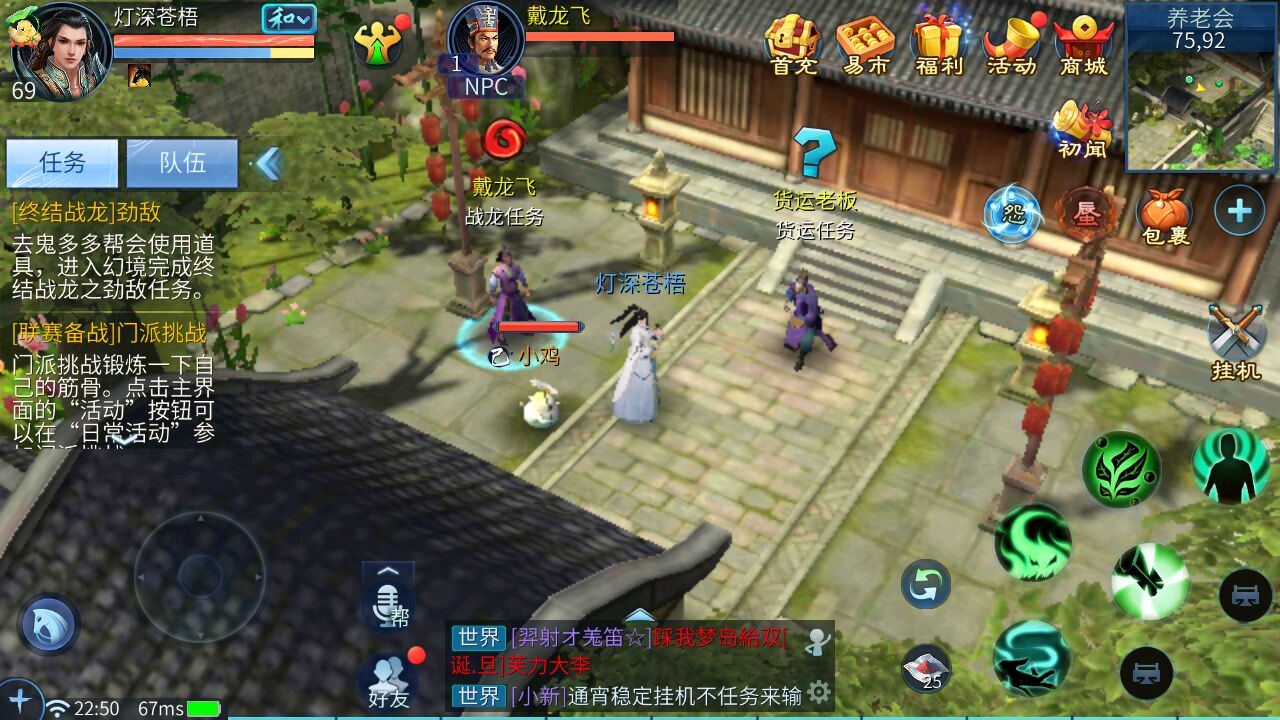 灯深苍梧
和
69
戴龙飞
1
NPC
首充
易市
福利
活动
商城
养老会
75,92
初闻
任务
队伍
戴龙飞
战龙任务
货运老板
货运任务
怨
蜃
包裹
[终结战龙]劲敌
去鬼多多帮会使用道
具，进入幻境完成终
结战龙之劲敌任务。
灯深苍梧
[联赛备战]门派挑战
己·小鸡
门派挑战锻炼一下自
己的筋骨。点击主界
面的“活动”按钮可
以在“日常活动”参
挂机
帮
世界 [羿射才羌笛☆]踩我梦岛給双[
诞.旦]芵力大李
世界 [小新]通宵稳定挂机不任务来输
好友
25
22:50
67ms